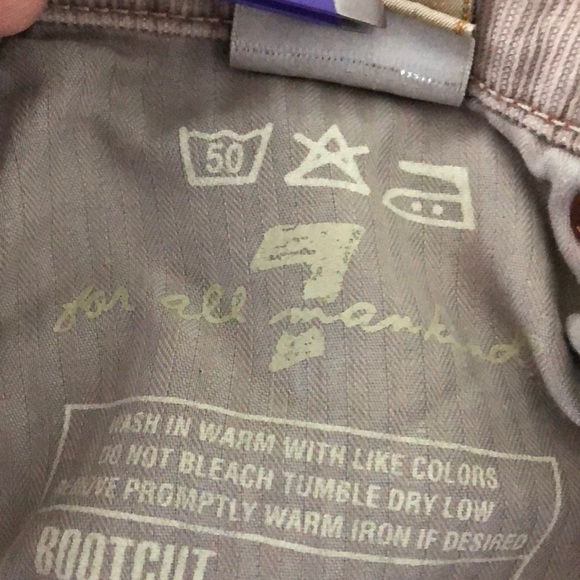 50
7
for all mankind
WASH IN WARM WITH LIKE COLORS
DO NOT BLEACH TUMBLE DRY LOW
REMOVE PROMPTLY WARM IRON IF DESIRED
BOOTCUT